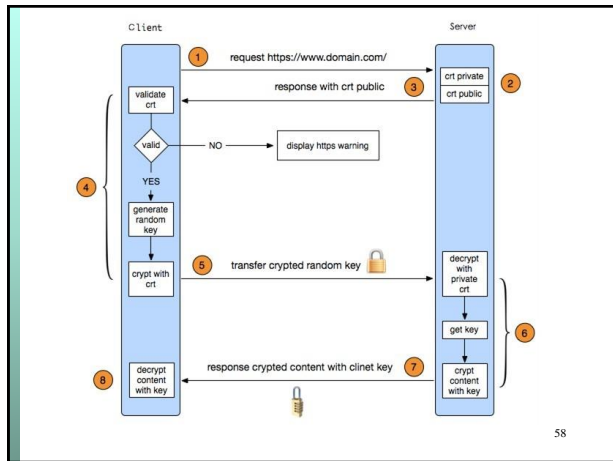 Client
Server
1
request https://www.domain.com/
crt private
crt public
2
response with crt public
3
validate
crt
valid
NO
display https warning
4
YES
generate
random
key
crypt with
crt
5
transfer crypted random key
decrypt
with
private
crt
get key
6
crypt
content
with key
response crypted content with clinet key
7
8
decrypt
content
with key
58